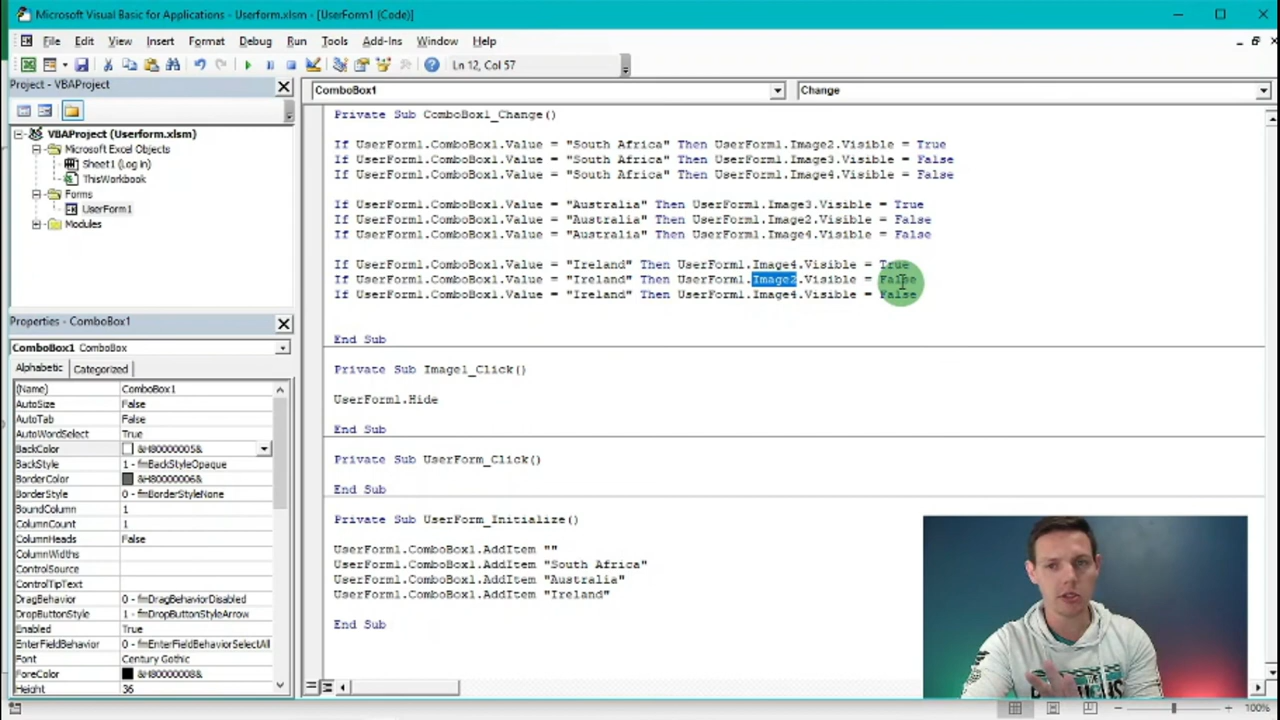 Microsoft Visual Basic for Applications - Userform.xlsm - [UserForm1 (Code)]
File Edit View Insert Format Debug Run Tools Add-Ins Window Help
Ln 12, Col 57
Project - VBAProject
VBAProject (Userform.xlsm)
Microsoft Excel Objects
Sheet1 (Log In)
ThisWorkbook
Forms
UserForm1
Modules
Properties - ComboBox1
ComboBox1 ComboBox
Alphabetic Categorized
(Name) ComboBox1
AutoSize False
AutoTab False
AutoWordSelect True
BackColor &H80000005&
BackStyle 1 - fmBackStyleOpaque
BorderColor &H80000006&
BorderStyle 0 - fmBorderStyleNone
BoundColumn 1
ColumnCount 1
ColumnHeads False
ColumnWidths
ControlSource
ControlTipText
DragBehavior 0 - fmDragBehaviorDisabled
DropButtonStyle 1 - fmDropButtonStyleArrow
Enabled True
EnterFieldBehavior 0 - fmEnterFieldBehaviorSelectAll
Font Century Gothic
ForeColor &H80000008&
Height 36
ComboBox1 Change
Private Sub ComboBox1_Change()
If UserForm1.ComboBox1.Value = "South Africa" Then UserForm1.Image2.Visible = True
If UserForm1.ComboBox1.Value = "South Africa" Then UserForm1.Image3.Visible = False
If UserForm1.ComboBox1.Value = "South Africa" Then UserForm1.Image4.Visible = False
If UserForm1.ComboBox1.Value = "Australia" Then UserForm1.Image3.Visible = True
If UserForm1.ComboBox1.Value = "Australia" Then UserForm1.Image2.Visible = False
If UserForm1.ComboBox1.Value = "Australia" Then UserForm1.Image4.Visible = False
If UserForm1.ComboBox1.Value = "Ireland" Then UserForm1.Image4.Visible = True
If UserForm1.ComboBox1.Value = "Ireland" Then UserForm1.Image2.Visible = False
If UserForm1.ComboBox1.Value = "Ireland" Then UserForm1.Image4.Visible = False
End Sub
Private Sub Image1_Click()
UserForm1.Hide
End Sub
Private Sub UserForm_Click()
End Sub
Private Sub UserForm_Initialize()
UserForm1.ComboBox1.AddItem ""
UserForm1.ComboBox1.AddItem "South Africa"
UserForm1.ComboBox1.AddItem "Australia"
UserForm1.ComboBox1.AddItem "Ireland"
End Sub
100%